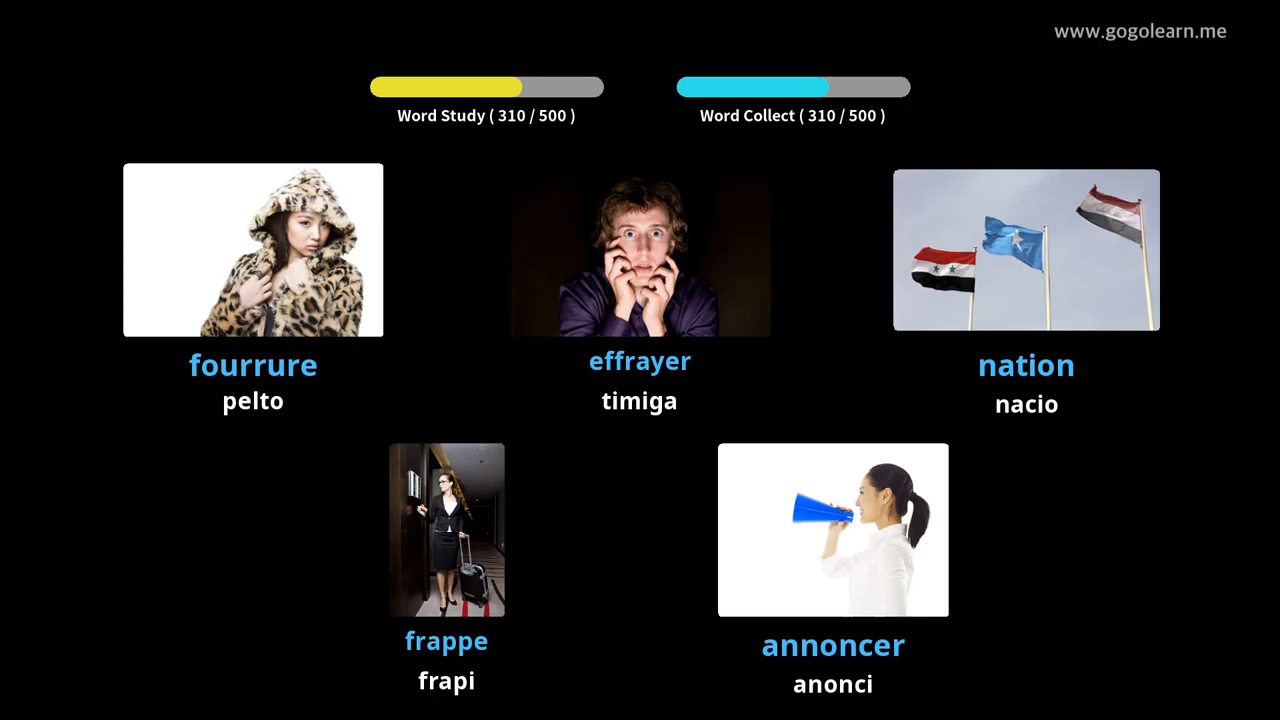 www.gogolearn.me
Word Study ( 310 / 500 )
Word Collect ( 310 / 500 )
fourrure
pelto
effrayer
timiga
nation
nacio
frappe
frapi
annoncer
anonci